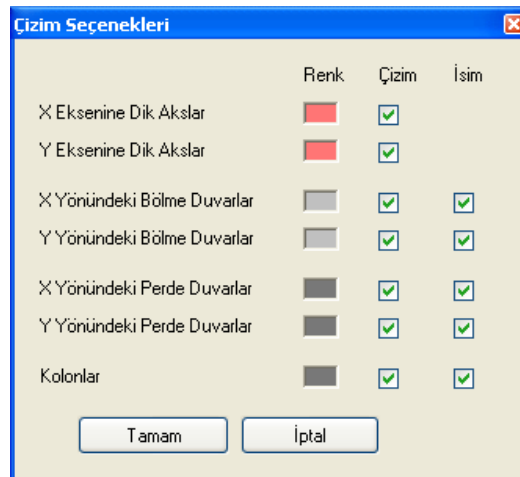 Çizim Seçenekleri
Renk Çizim İsim
X Eksenine Dik Akslar
Y Eksenine Dik Akslar
X Yönündeki Bölme Duvarlar
Y Yönündeki Bölme Duvarlar
X Yönündeki Perde Duvarlar
Y Yönündeki Perde Duvarlar
Kolonlar
Tamam İptal